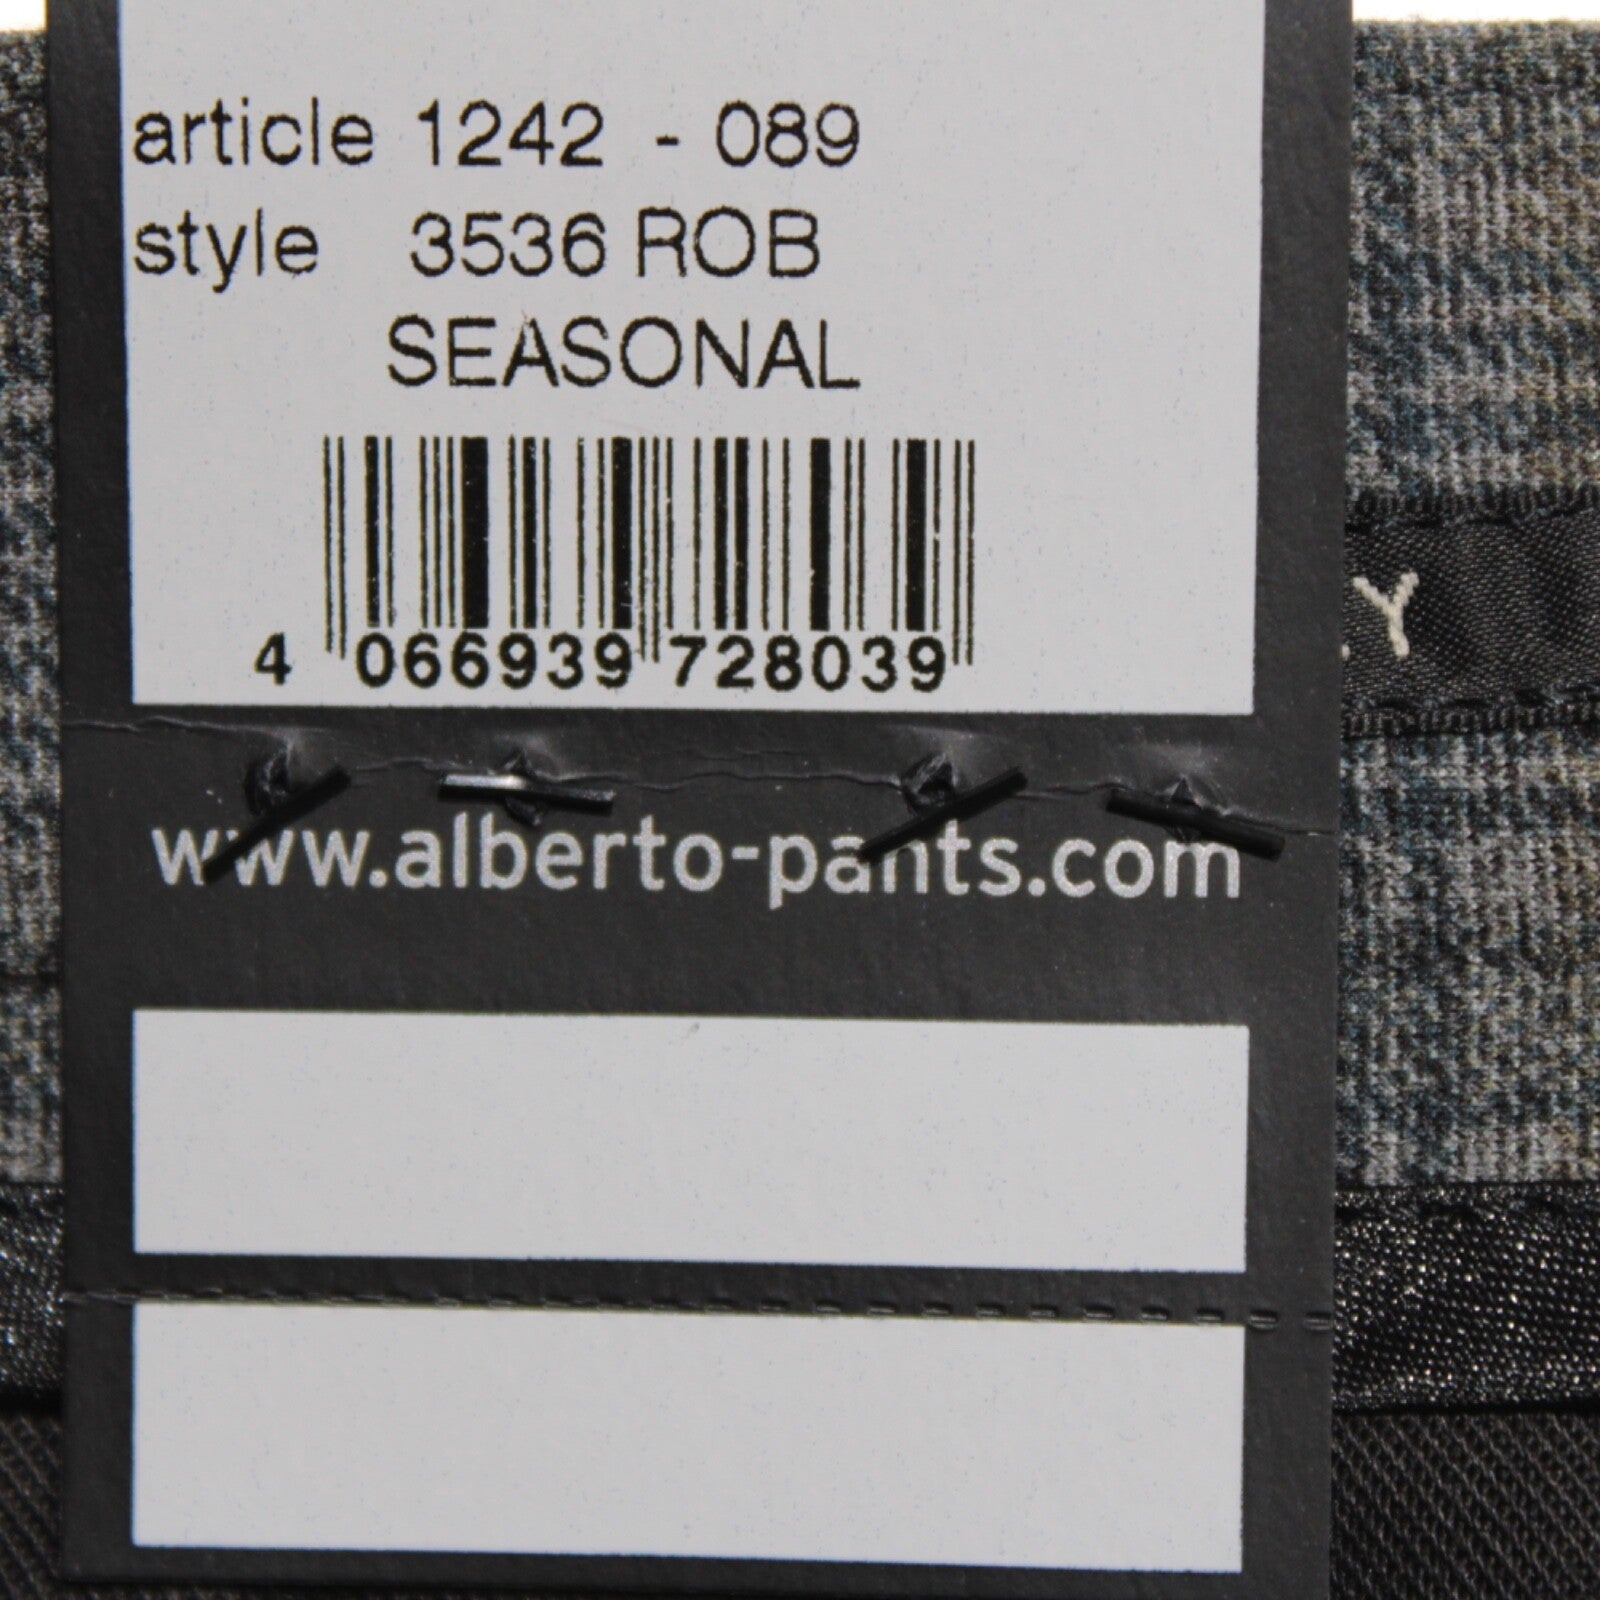 article 1242 - 089
style 3536 ROB
SEASONAL
4 066939 728039
Y
www.alberto-pants.com